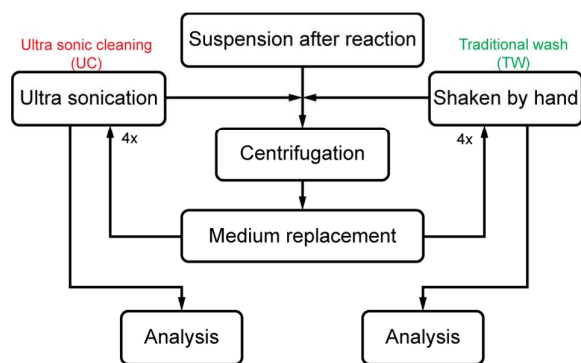 Ultra sonic cleaning
(UC)
Suspension after reaction
Traditional wash
(TW)
Ultra sonication
Shaken by hand
4x
4x
Centrifugation
Medium replacement
Analysis
Analysis